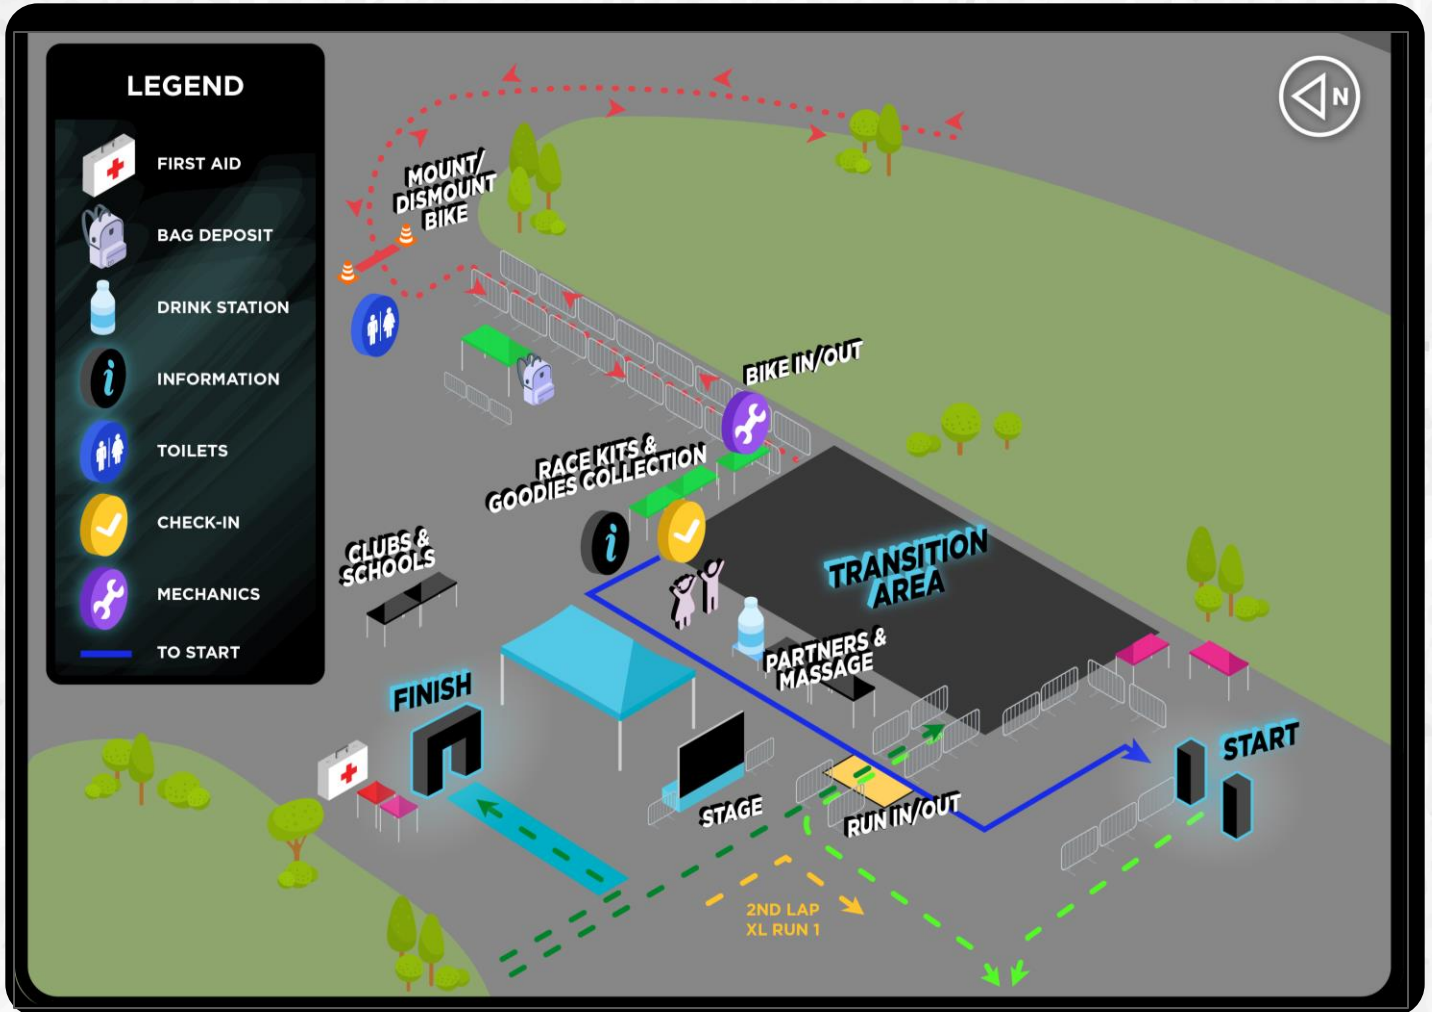 LEGEND
FIRST AID
BAG DEPOSIT
DRINK STATION
INFORMATION
TOILETS
CHECK-IN
MECHANICS
TO START
N
MOUNT/
DISMOUNT
BIKE
BIKE IN/OUT
RACE KITS &
GOODIES COLLECTION
CLUBS &
SCHOOLS
TRANSITION
AREA
PARTNERS &
MASSAGE
FINISH
START
STAGE
RUN IN/OUT
2ND LAP
XL RUN 1